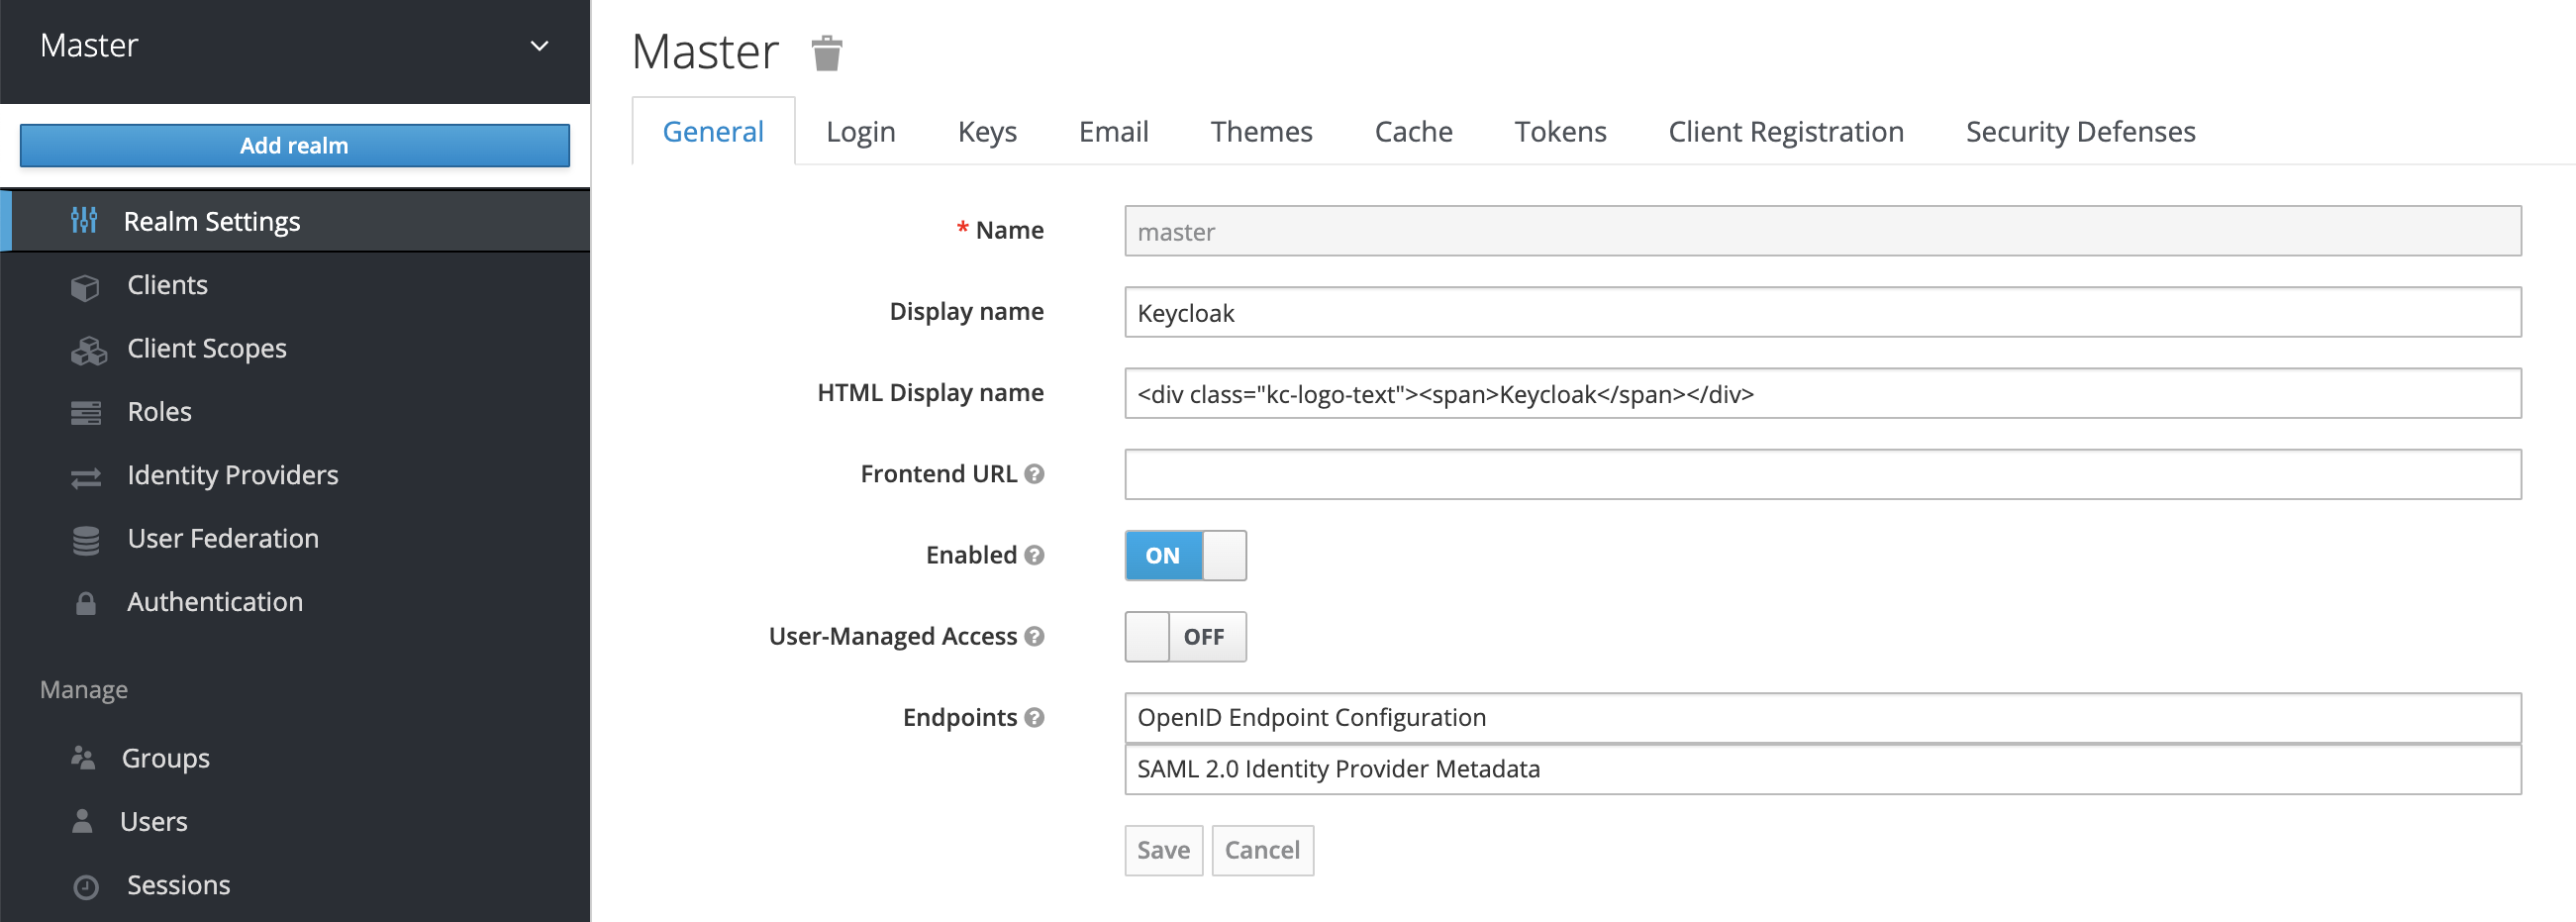 Master
Add realm
Realm Settings
Clients
Client Scopes
Roles
Identity Providers
User Federation
Authentication
Manage
Groups
Users
Sessions
Master
General Login Keys Email Themes Cache Tokens Client Registration Security Defenses
* Name master
Display name Keycloak
HTML Display name <div class="kc-logo-text"><span>Keycloak</span></div>
Frontend URL ?
Enabled ? ON
User-Managed Access ? OFF
Endpoints ? OpenID Endpoint Configuration
SAML 2.0 Identity Provider Metadata
Save Cancel